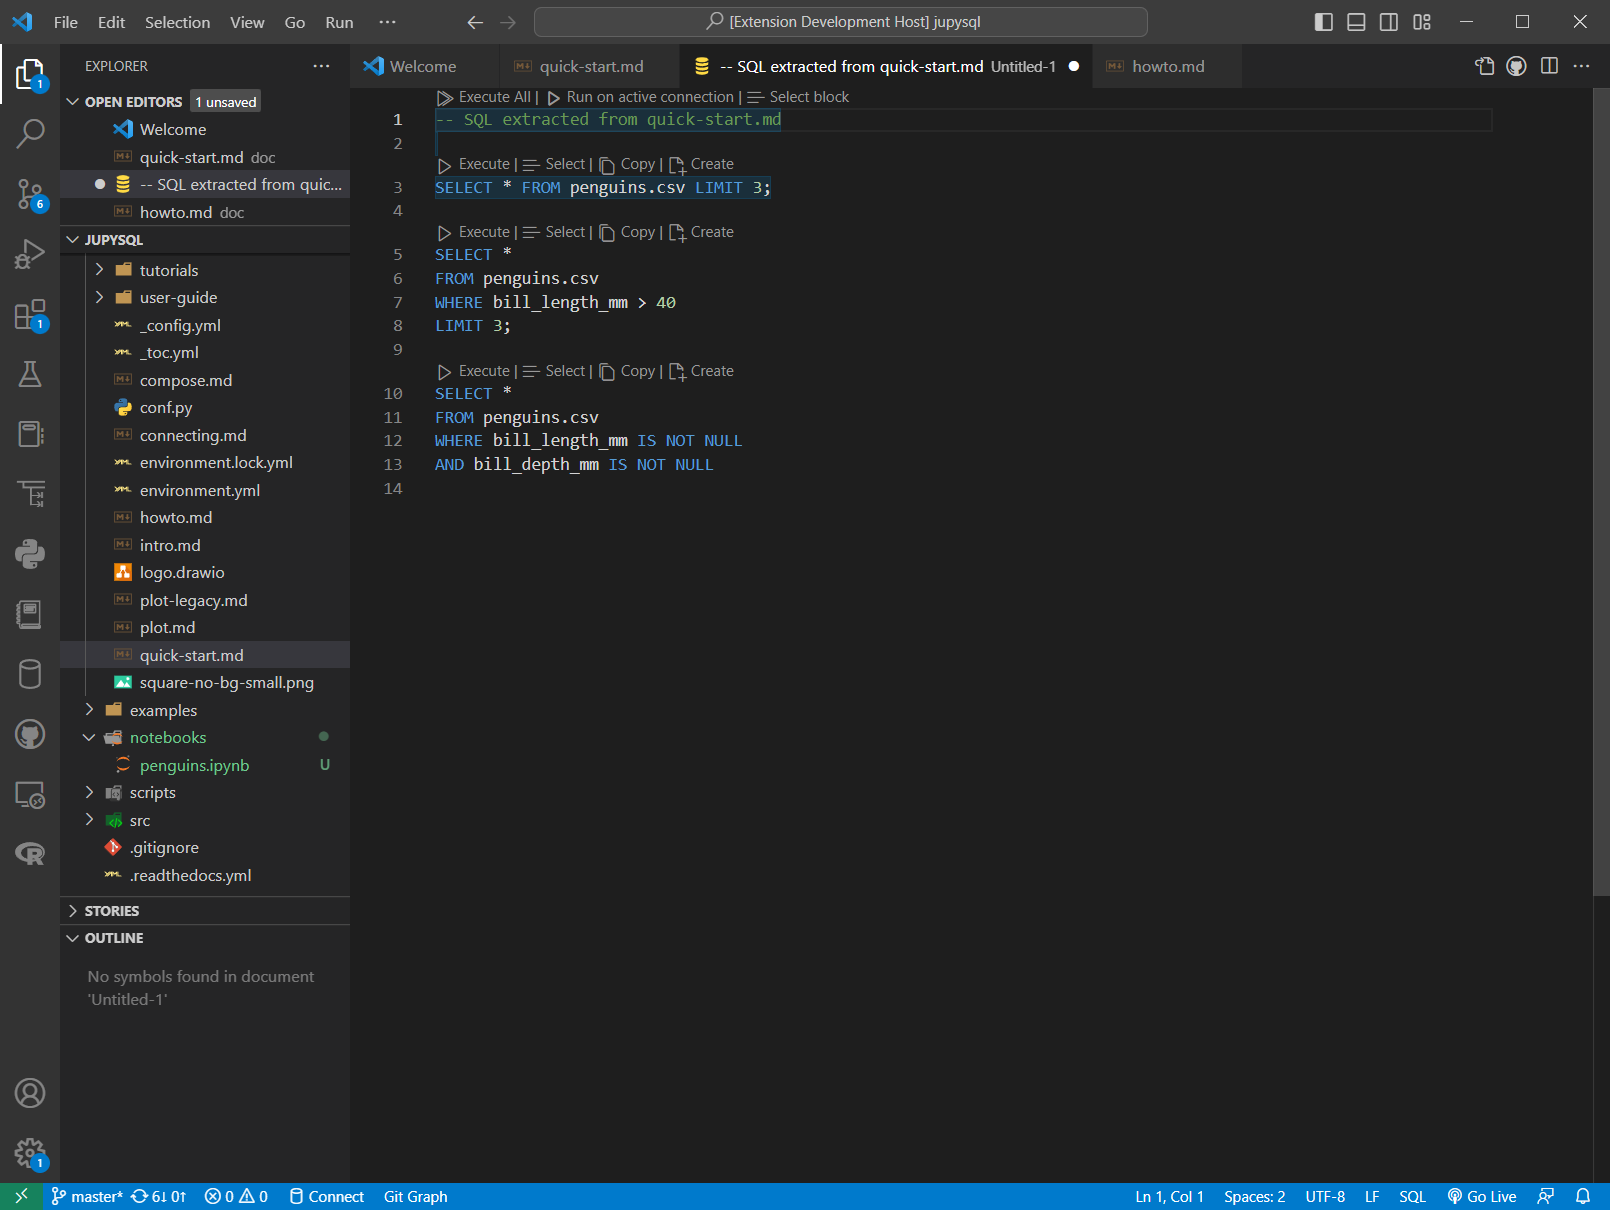 File Edit Selection View Go Run ···
[Extension Development Host] jupysql
EXPLORER ···
OPEN EDITORS 1 unsaved
Welcome
quick-start.md doc
-- SQL extracted from quic...
howto.md doc
JUPYSQL
tutorials
user-guide
_config.yml
_toc.yml
compose.md
conf.py
connecting.md
environment.lock.yml
environment.yml
howto.md
intro.md
logo.drawio
plot-legacy.md
plot.md
quick-start.md
square-no-bg-small.png
examples
notebooks
penguins.ipynb U
scripts
src
.gitignore
.readthedocs.yml
STORIES
OUTLINE
No symbols found in document
'Untitled-1'
1
6
1
1
Welcome quick-start.md -- SQL extracted from quick-start.md Untitled-1 howto.md
Execute All | Run on active connection | Select block
1 -- SQL extracted from quick-start.md
2
Execute | Select | Copy | Create
3 SELECT * FROM penguins.csv LIMIT 3;
4
Execute | Select | Copy | Create
5 SELECT *
6 FROM penguins.csv
7 WHERE bill_length_mm > 40
8 LIMIT 3;
9
Execute | Select | Copy | Create
10 SELECT *
11 FROM penguins.csv
12 WHERE bill_length_mm IS NOT NULL
13 AND bill_depth_mm IS NOT NULL
14
master* 6↓ 0↑ 0 0 Connect Git Graph Ln 1, Col 1 Spaces: 2 UTF-8 LF SQL Go Live